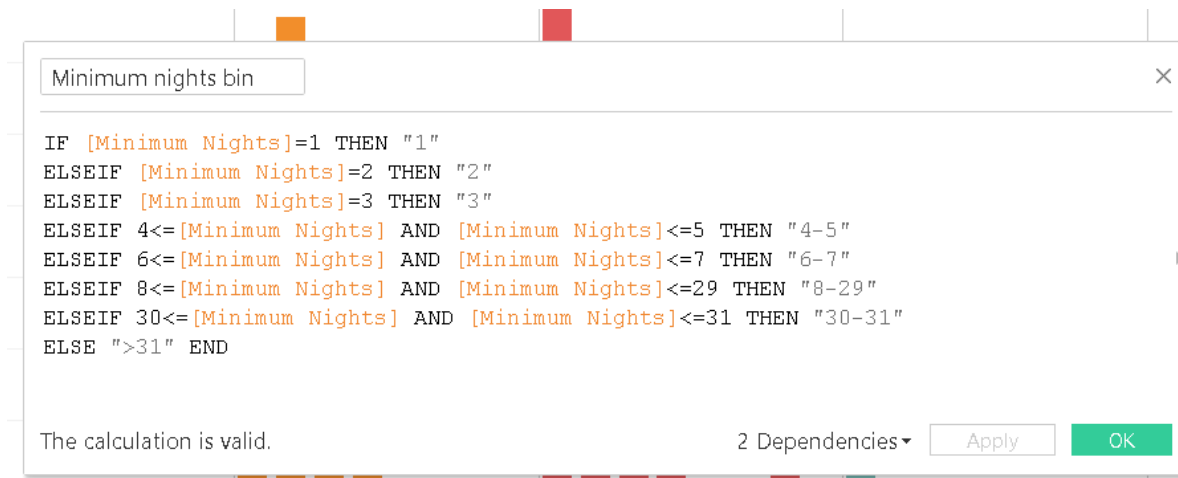 Minimum nights bin
IF [Minimum Nights]=1 THEN "1"
ELSEIF [Minimum Nights]=2 THEN "2"
ELSEIF [Minimum Nights]=3 THEN "3"
ELSEIF 4<=[Minimum Nights] AND [Minimum Nights]<=5 THEN "4-5"
ELSEIF 6<=[Minimum Nights] AND [Minimum Nights]<=7 THEN "6-7"
ELSEIF 8<=[Minimum Nights] AND [Minimum Nights]<=29 THEN "8-29"
ELSEIF 30<=[Minimum Nights] AND [Minimum Nights]<=31 THEN "30-31"
ELSE ">31" END
The calculation is valid. 2 Dependencies Apply OK